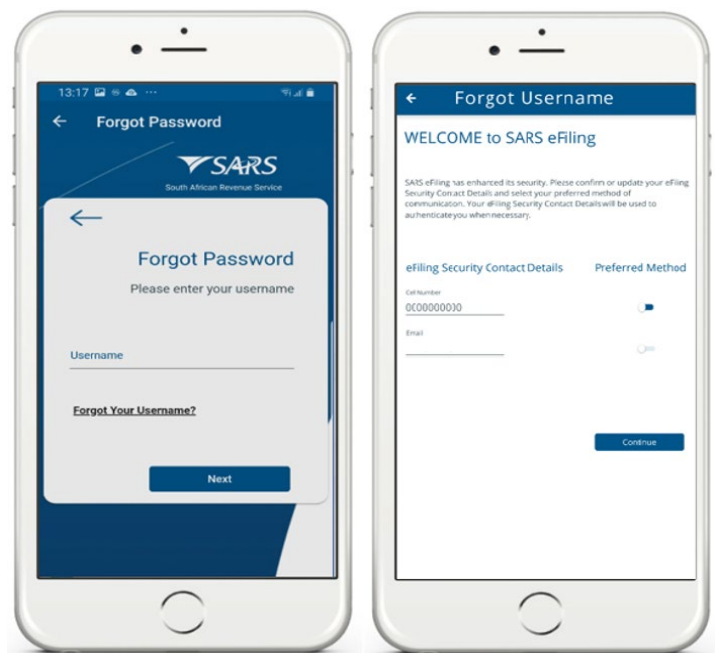 13:17
Forgot Password
SARS
South African Revenue Service
Forgot Password
Please enter your username
Username
Forgot Your Username?
Next
Forgot Username
WELCOME to SARS eFiling
SARS eFiling has enhanced its security. Please confirm or update your eFiling
Security Contact Details and select your preferred method of
communication. Your eFiling Security Contact Details will be used to
authenticate you when necessary.
eFiling Security Contact Details Preferred Method
Cell Number
0000000000
Email
Continue